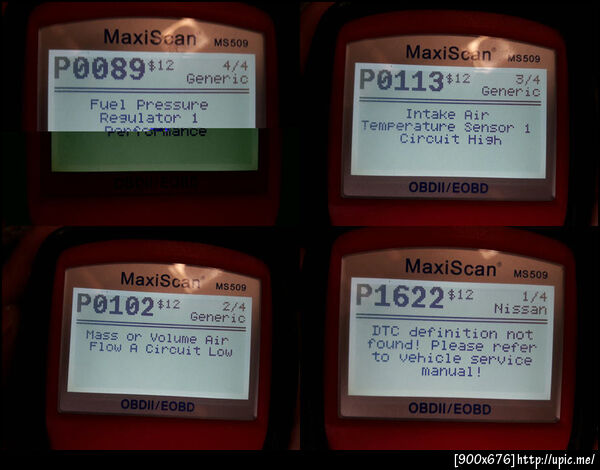 MaxiScan® MS509
P0089 $12 4/4
Generic
Fuel Pressure
Regulator 1
Performance
OBDII/EOBD
MaxiScan® MS509
P0113 $12 3/4
Generic
Intake Air
Temperature Sensor 1
Circuit High
OBDII/EOBD
MaxiScan® MS509
P0102 $12 2/4
Generic
Mass or Volume Air
Flow A Circuit Low
OBDII/EOBD
MaxiScan® MS509
P1622 $12 1/4
Nissan
DTC definition not
found! Please refer
to vehicle service
manual!
OBDII/EOBD
[900x676]http://upic.me/